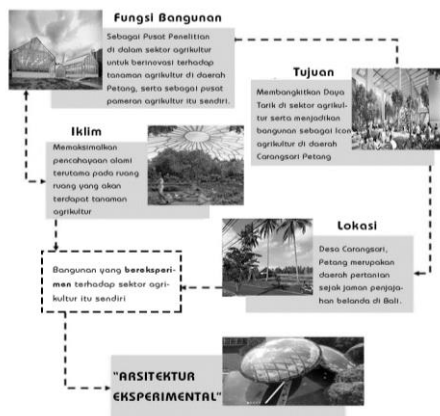 Fungsi Bangunan
Sebagai Pusat Penelitian
di dalam sektor agrikultur
untuk berinovasi terhadap
tanaman agrikultur di daerah
Petang, serta sebagai pusat
pameran agrikultur itu sendiri.
Tujuan
Membangkitkan Daya
Tarik di sektor agrikul-
tur serta menjadikan
bangunan sebagai Icon
agrikultur di daerah
Carangsari Petang
Iklim
Memaksimalkan
pencahayaan alami
terutama pada ruang
ruang yang akan
terdapat tanaman
agrikultur
Lokasi
Desa Carangsari,
Petang merupakan
daerah pertanian
sejak jaman penjaja-
han belanda di Bali.
Bangunan yang bereksperi-
men terhadap sektor agri-
kultur itu sendiri
"ARSITEKTUR
EKSPERIMENTAL"